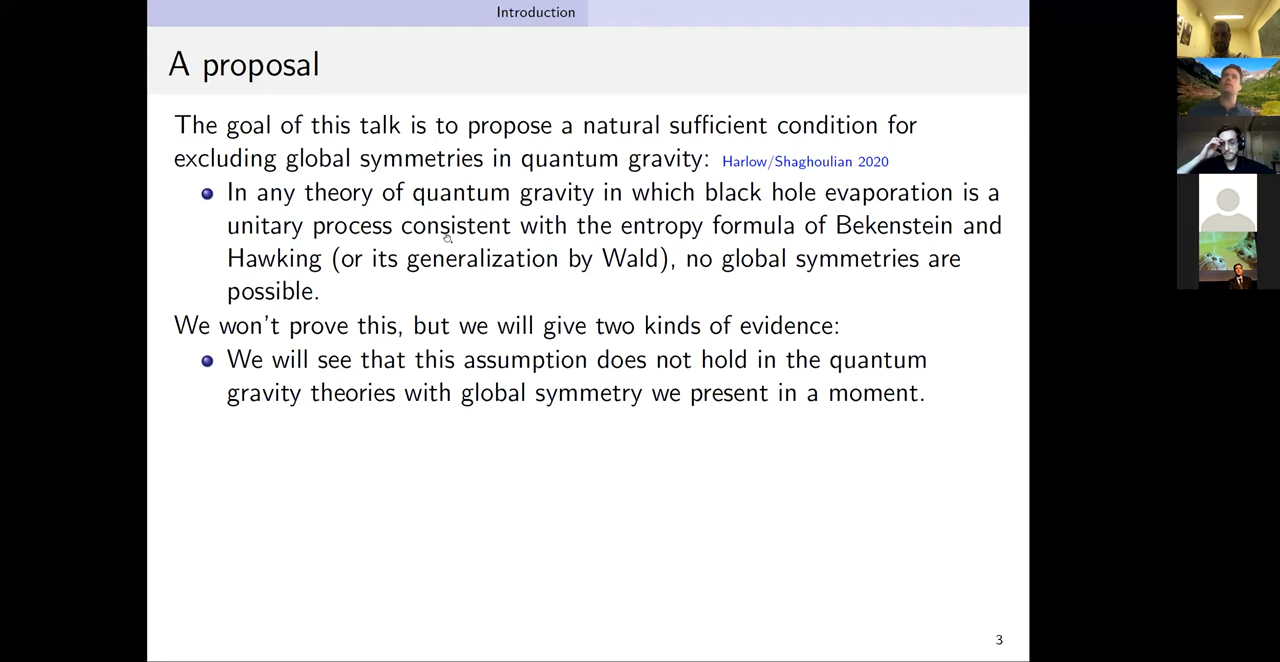 Introduction
A proposal
The goal of this talk is to propose a natural sufficient condition for
excluding global symmetries in quantum gravity: Harlow/Shaghoulian 2020
In any theory of quantum gravity in which black hole evaporation is a
unitary process consistent with the entropy formula of Bekenstein and
Hawking (or its generalization by Wald), no global symmetries are
possible.
We won't prove this, but we will give two kinds of evidence:
We will see that this assumption does not hold in the quantum
gravity theories with global symmetry we present in a moment.
3